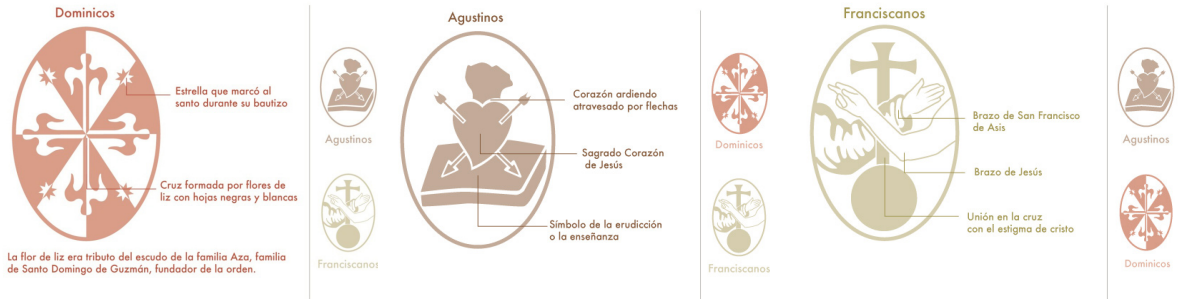 Dominicos
Estrella que marcó al
santo durante su bautizo
Cruz formada por flores de
liz con hojas negras y blancas
La flor de liz era tributo del escudo de la familia Aza, familia
de Santo Domingo de Guzmán, fundador de la orden.
Agustinos
Franciscanos
Agustinos
Corazón ardiendo
atravesado por flechas
Sagrado Corazón
de Jesús
Símbolo de la erudicción
o la enseñanza
Dominicos
Franciscanos
Franciscanos
Brazo de San Francisco
de Asis
Brazo de Jesús
Unión en la cruz
con el estigma de cristo
Agustinos
Dominicos